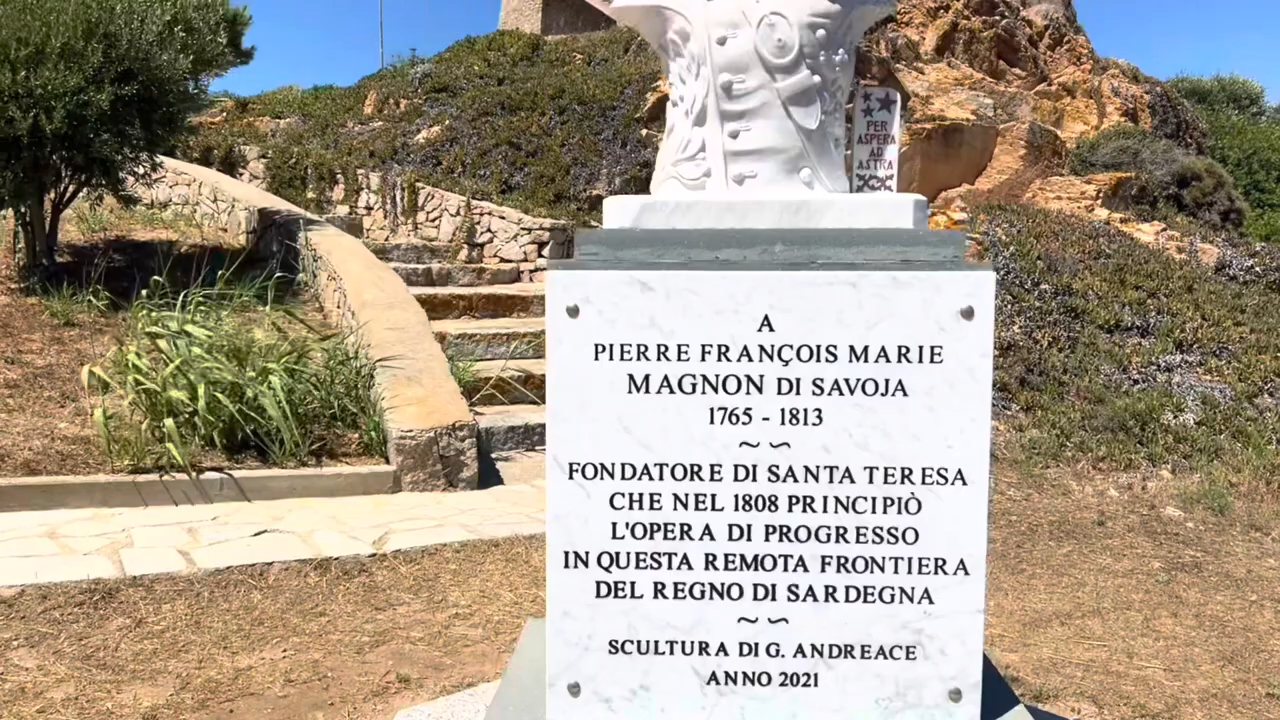 PER
ASPERA
AD
ASTRA
A
PIERRE FRANÇOIS MARIE
MAGNON DI SAVOJA
1765 - 1813
FONDATORE DI SANTA TERESA
CHE NEL 1808 PRINCIPIÒ
L'OPERA DI PROGRESSO
IN QUESTA REMOTA FRONTIERA
DEL REGNO DI SARDEGNA
SCULTURA DI G. ANDREACE
ANNO 2021